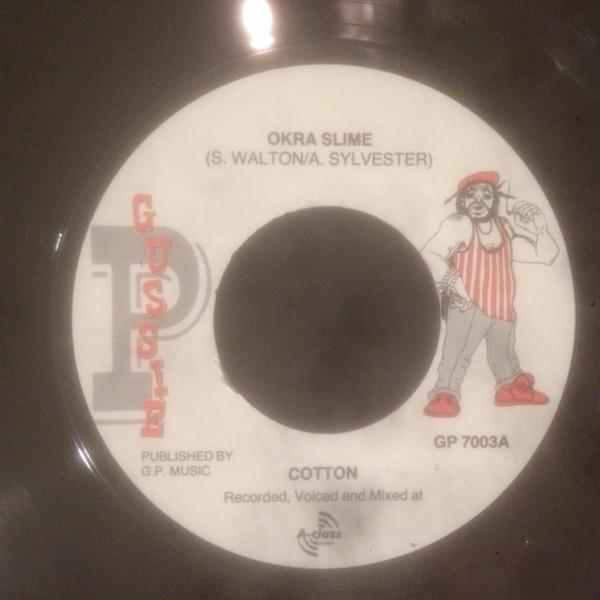 OKRA SLIME
(S. WALTON/A. SYLVESTER)
P
GUSSIE
GP 7003A
PUBLISHED BY
G.P. MUSIC
COTTON
Recorded, Voiced and Mixed at
A-class